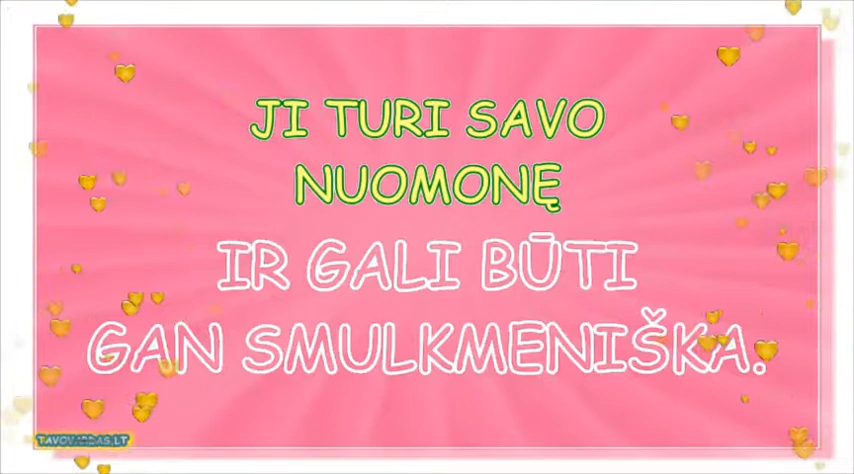 JI TURI SAVO
NUOMONĘ
IR GALI BŪTI
GAN SMULKMENIŠKA.
TAVOVARDAS.LT